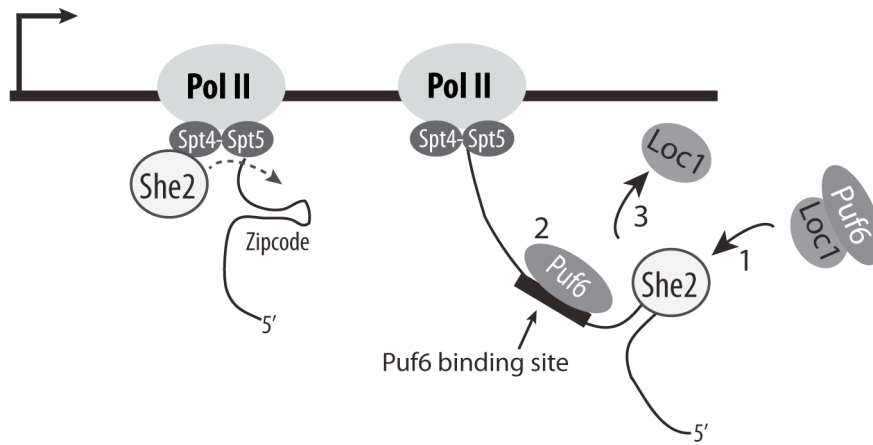 Pol II
Spt4-Spt5
She2
Zipcode
5′
Pol II
Spt4-Spt5
2
Puf6
Puf6 binding site
She2
5′
3
Loc1
1
Loc1
Puf6